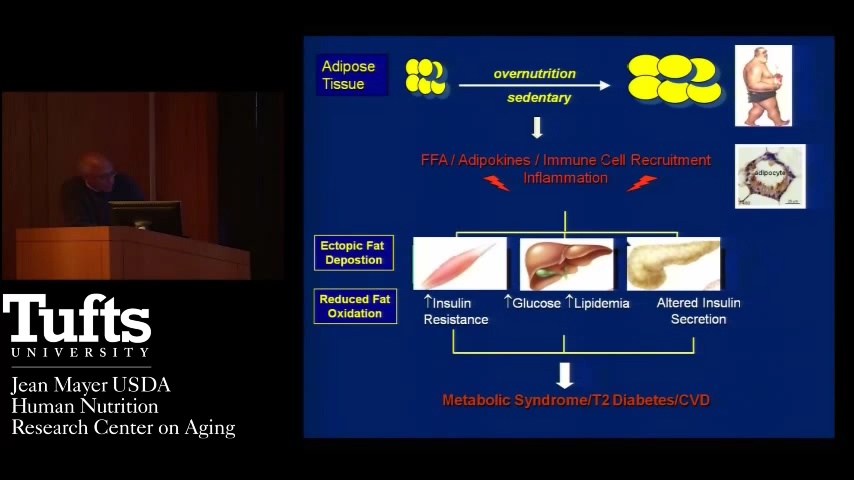 Adipose
Tissue
overnutrition
sedentary
FFA / Adipokines / Immune Cell Recruitment
Inflammation
adipocyte
Ectopic Fat
Depostion
Reduced Fat
Oxidation
↑Insulin
Resistance
↑Glucose ↑Lipidemia
Altered Insulin
Secretion
Metabolic Syndrome/T2 Diabetes/CVD
Tufts
UNIVERSITY
Jean Mayer USDA
Human Nutrition
Research Center on Aging